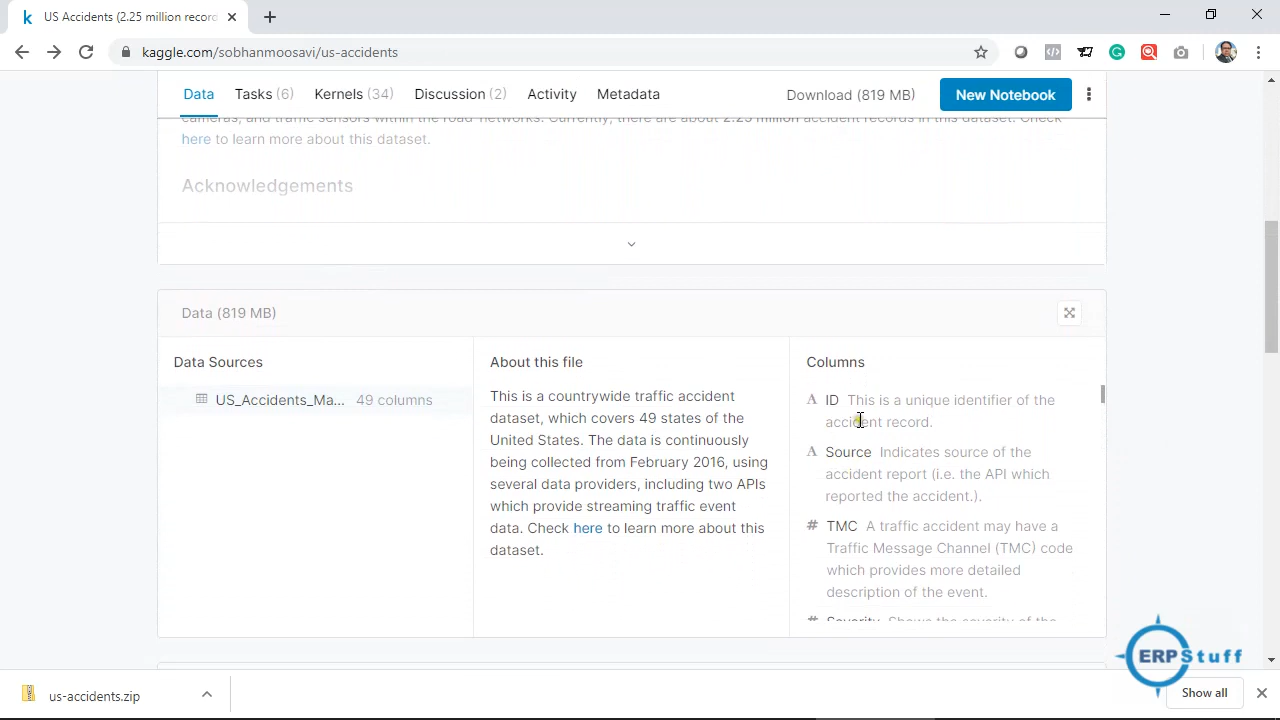 US Accidents (2.25 million record
kaggle.com/sobhanmoosavi/us-accidents
Data Tasks (6) Kernels (34) Discussion (2) Activity Metadata Download (819 MB) New Notebook
cameras, and traffic sensors within the road-networks. Currently, there are about 2.25 million accident records in this dataset. Check
here to learn more about this dataset.
Acknowledgements
Data (819 MB)
Data Sources
US_Accidents_Ma... 49 columns
About this file
This is a countrywide traffic accident
dataset, which covers 49 states of the
United States. The data is continuously
being collected from February 2016, using
several data providers, including two APIs
which provide streaming traffic event
data. Check here to learn more about this
dataset.
Columns
A ID This is a unique identifier of the
accident record.
A Source Indicates source of the
accident report (i.e. the API which
reported the accident.).
# TMC A traffic accident may have a
Traffic Message Channel (TMC) code
which provides more detailed
description of the event.
# Severity Shows the severity of the
ERPStuff
us-accidents.zip
Show all